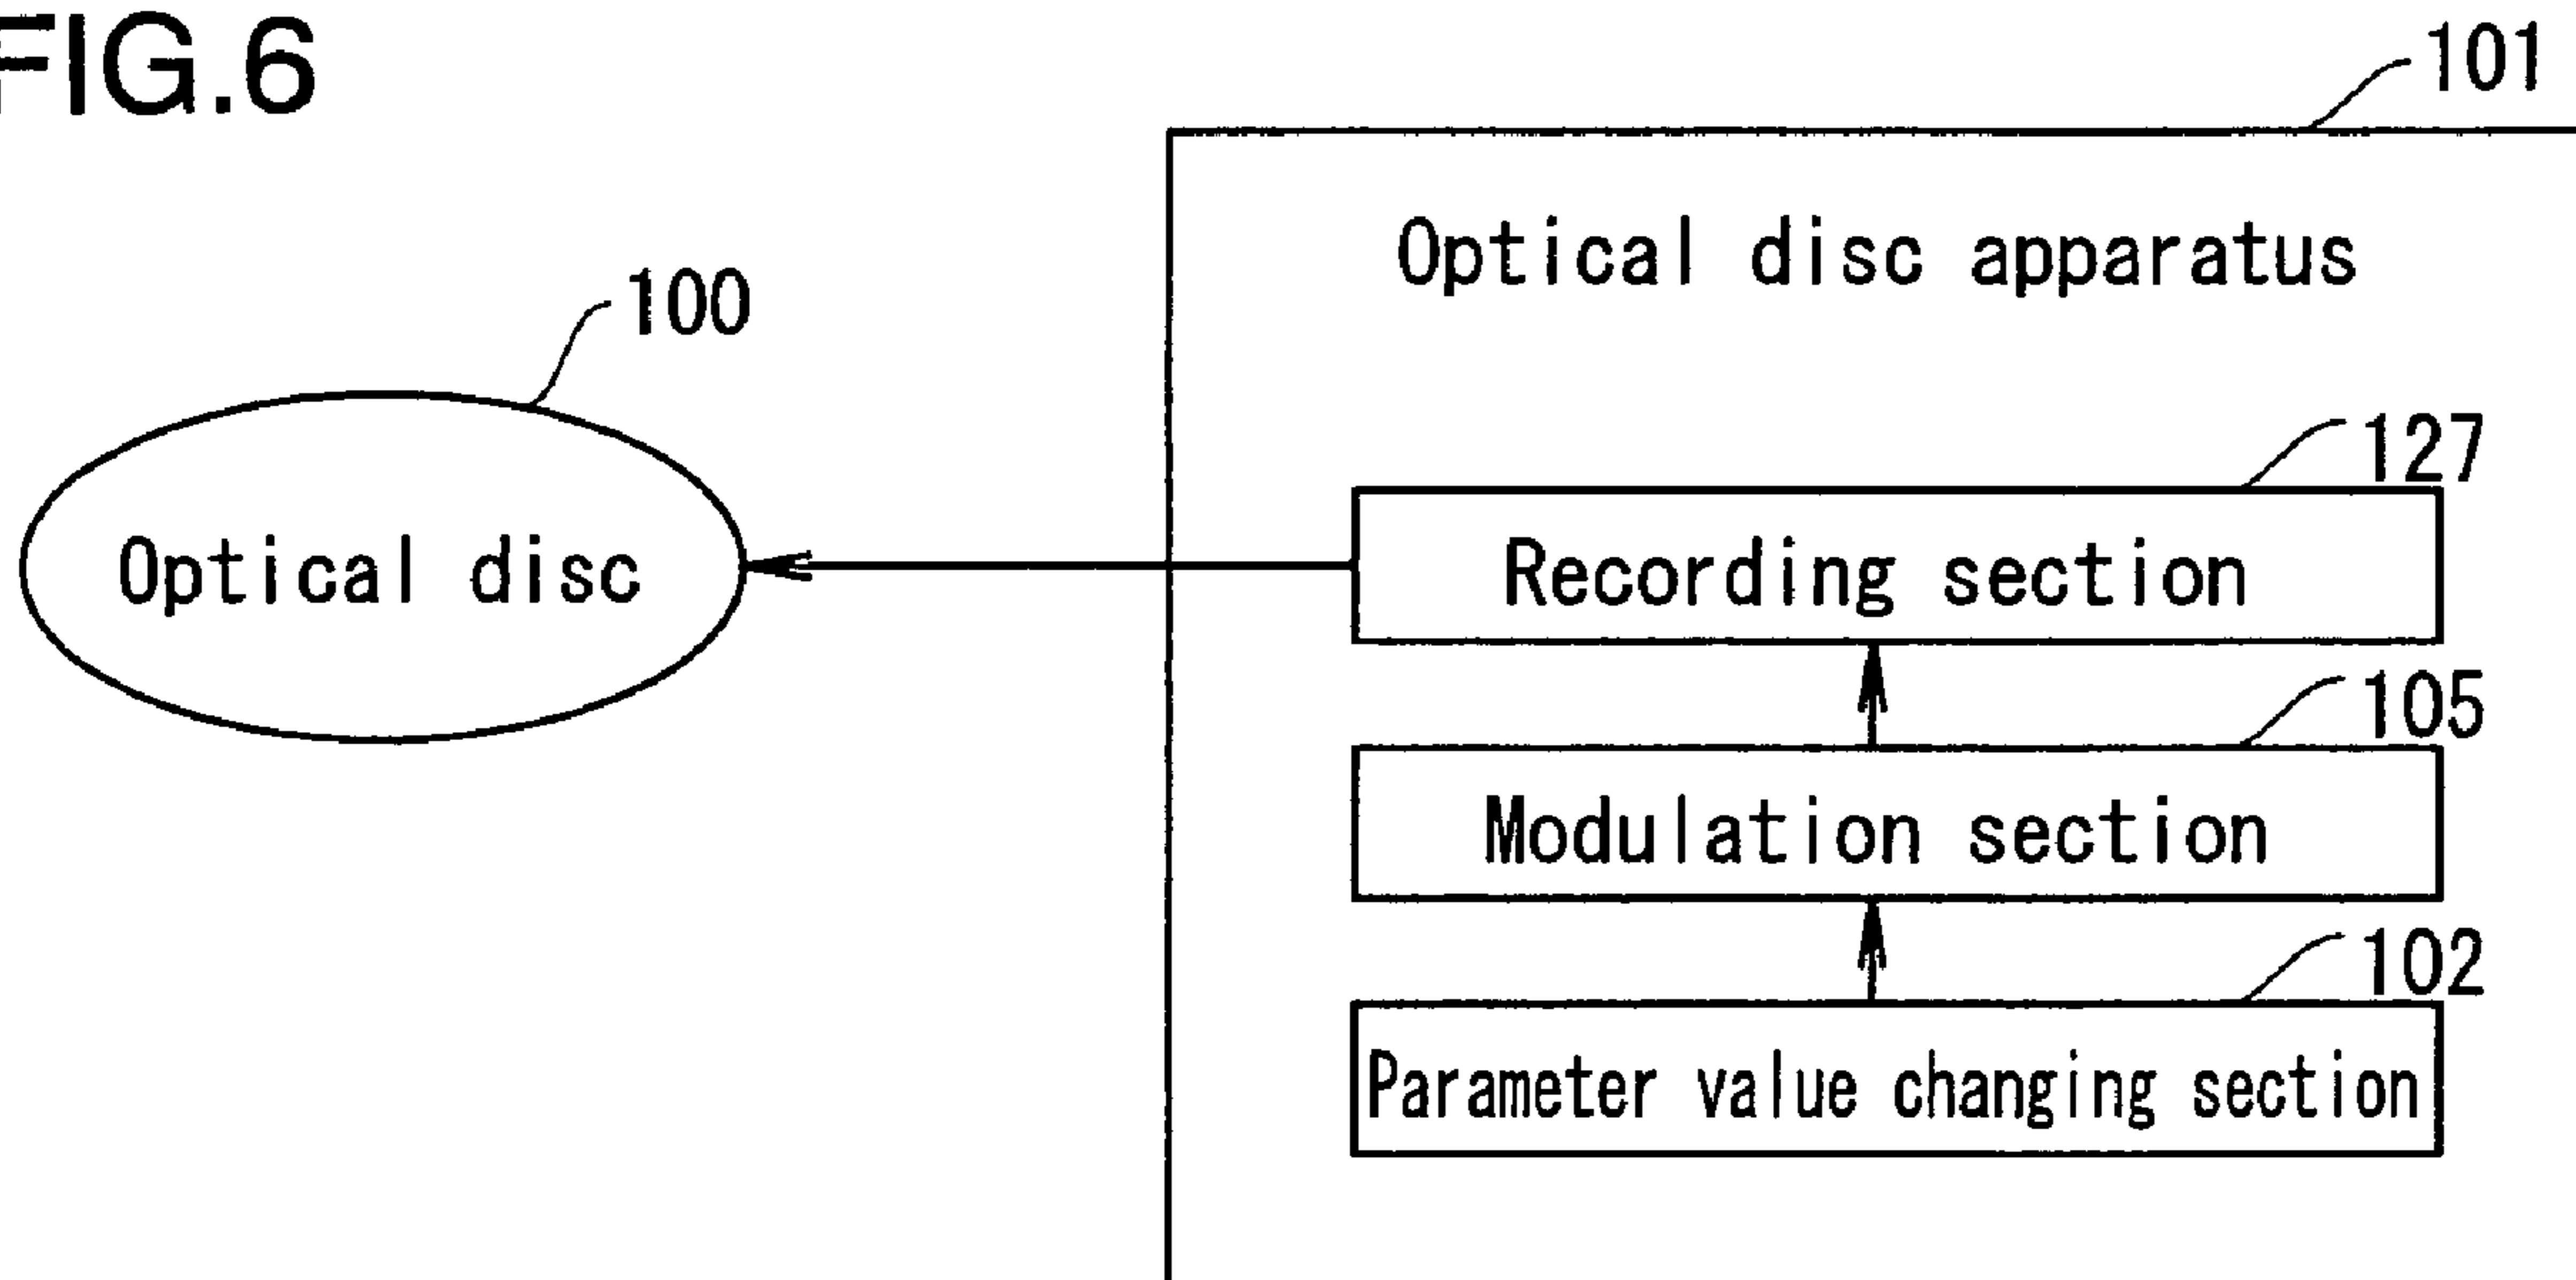 FIG.6
101
Optical disc apparatus
100
127
Optical disc
Recording section
105
Modulation section
102
Parameter value changing section